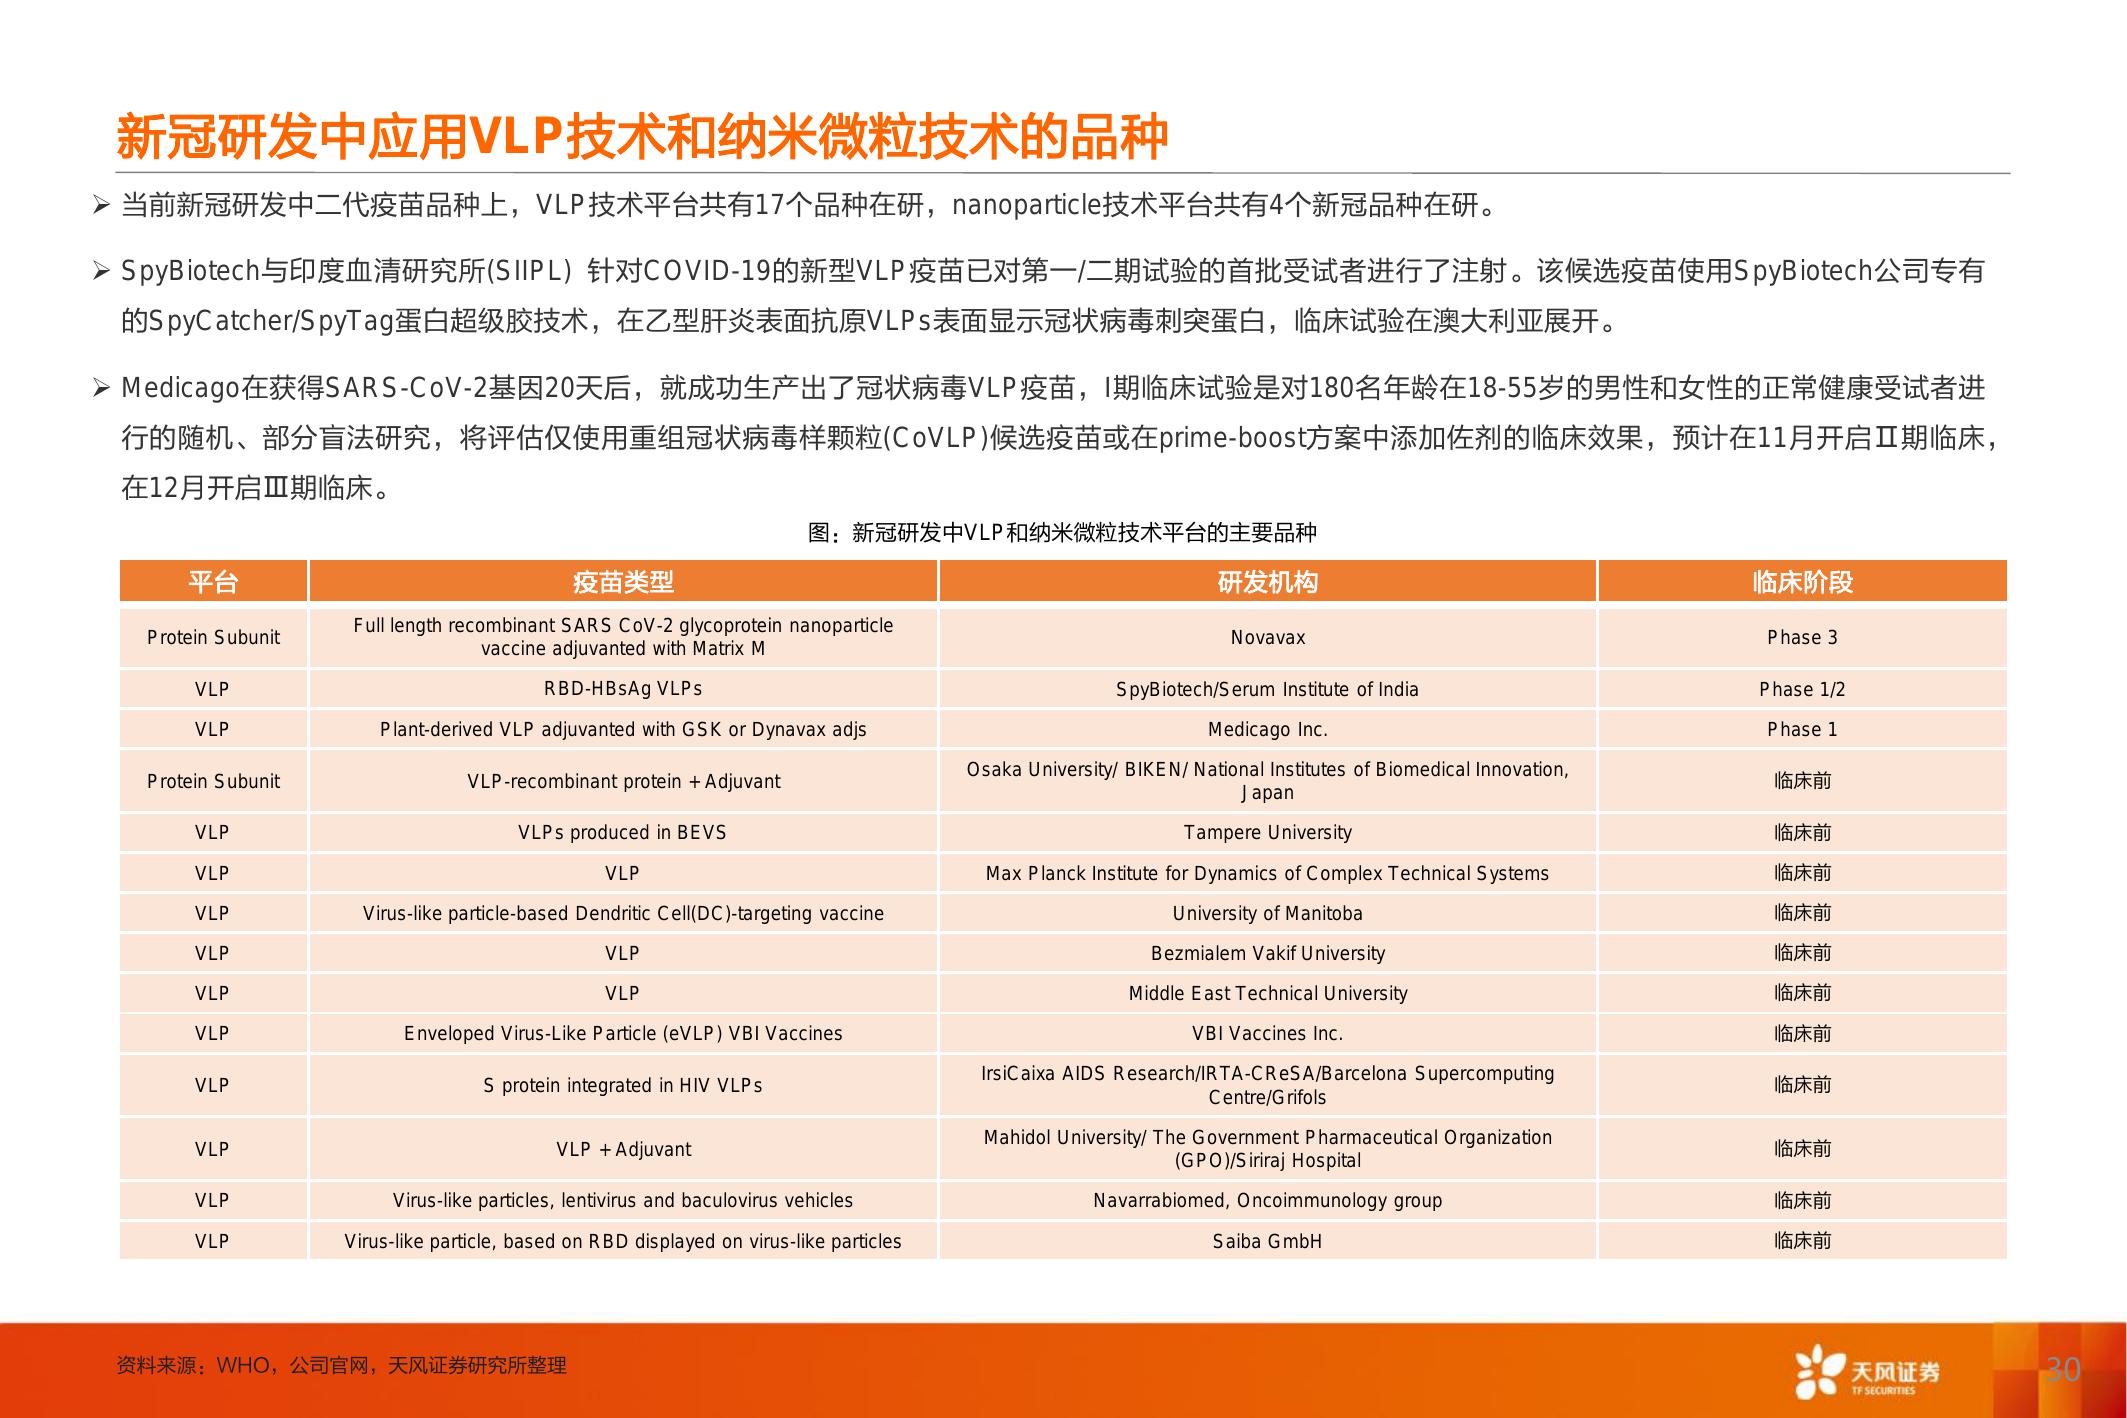 新冠研发中应用VLP技术和纳米微粒技术的品种
➢ 当前新冠研发中二代疫苗品种上，VLP技术平台共有17个品种在研，nanoparticle技术平台共有4个新冠品种在研。
➢ SpyBiotech与印度血清研究所(SIIPL) 针对COVID-19的新型VLP疫苗已对第一/二期试验的首批受试者进行了注射。该候选疫苗使用SpyBiotech公司专有
的SpyCatcher/SpyTag蛋白超级胶技术，在乙型肝炎表面抗原VLPs表面显示冠状病毒刺突蛋白，临床试验在澳大利亚展开。
➢ Medicago在获得SARS-CoV-2基因20天后，就成功生产出了冠状病毒VLP疫苗，I期临床试验是对180名年龄在18-55岁的男性和女性的正常健康受试者进
行的随机、部分盲法研究，将评估仅使用重组冠状病毒样颗粒(CoVLP)候选疫苗或在prime-boost方案中添加佐剂的临床效果，预计在11月开启Ⅱ期临床，
在12月开启Ⅲ期临床。
图：新冠研发中VLP和纳米微粒技术平台的主要品种
平台 疫苗类型 研发机构 临床阶段
Full length recombinant SARS CoV-2 glycoprotein nanoparticle
Protein Subunit vaccine adjuvanted with Matrix M Novavax Phase 3
VLP RBD-HBsAg VLPs SpyBiotech/Serum Institute of India Phase 1/2
VLP Plant-derived VLP adjuvanted with GSK or Dynavax adjs Medicago Inc. Phase 1
Protein Subunit VLP-recombinant protein + Adjuvant Osaka University/ BIKEN/ National Institutes of Biomedical Innovation,
Japan 临床前
VLP VLPs produced in BEVS Tampere University 临床前
VLP VLP Max Planck Institute for Dynamics of Complex Technical Systems 临床前
VLP Virus-like particle-based Dendritic Cell(DC)-targeting vaccine University of Manitoba 临床前
VLP VLP Bezmialem Vakif University 临床前
VLP VLP Middle East Technical University 临床前
VLP Enveloped Virus-Like Particle (eVLP) VBI Vaccines VBI Vaccines Inc. 临床前
VLP S protein integrated in HIV VLPs IrsiCaixa AIDS Research/IRTA-CReSA/Barcelona Supercomputing
Centre/Grifols 临床前
VLP VLP + Adjuvant Mahidol University/ The Government Pharmaceutical Organization
(GPO)/Siriraj Hospital 临床前
VLP Virus-like particles, lentivirus and baculovirus vehicles Navarrabiomed, Oncoimmunology group 临床前
VLP Virus-like particle, based on RBD displayed on virus-like particles Saiba GmbH 临床前
资料来源：WHO，公司官网，天风证券研究所整理
天风证券
TF SECURITIES
30